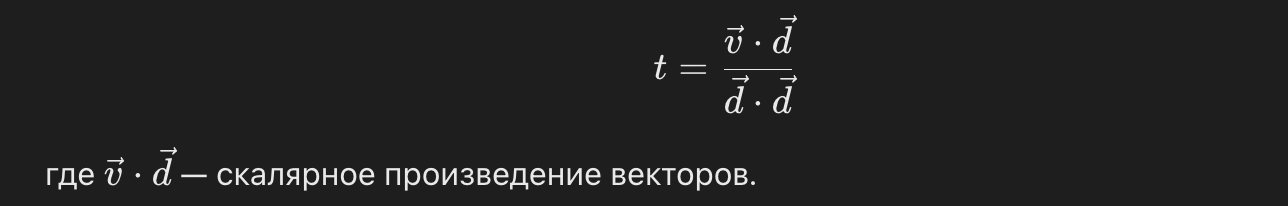 $t = \frac{\vec{v} \cdot \vec{d}}{\vec{d} \cdot \vec{d}}$
где $\vec{v} \cdot \vec{d}$ — скалярное произведение векторов.